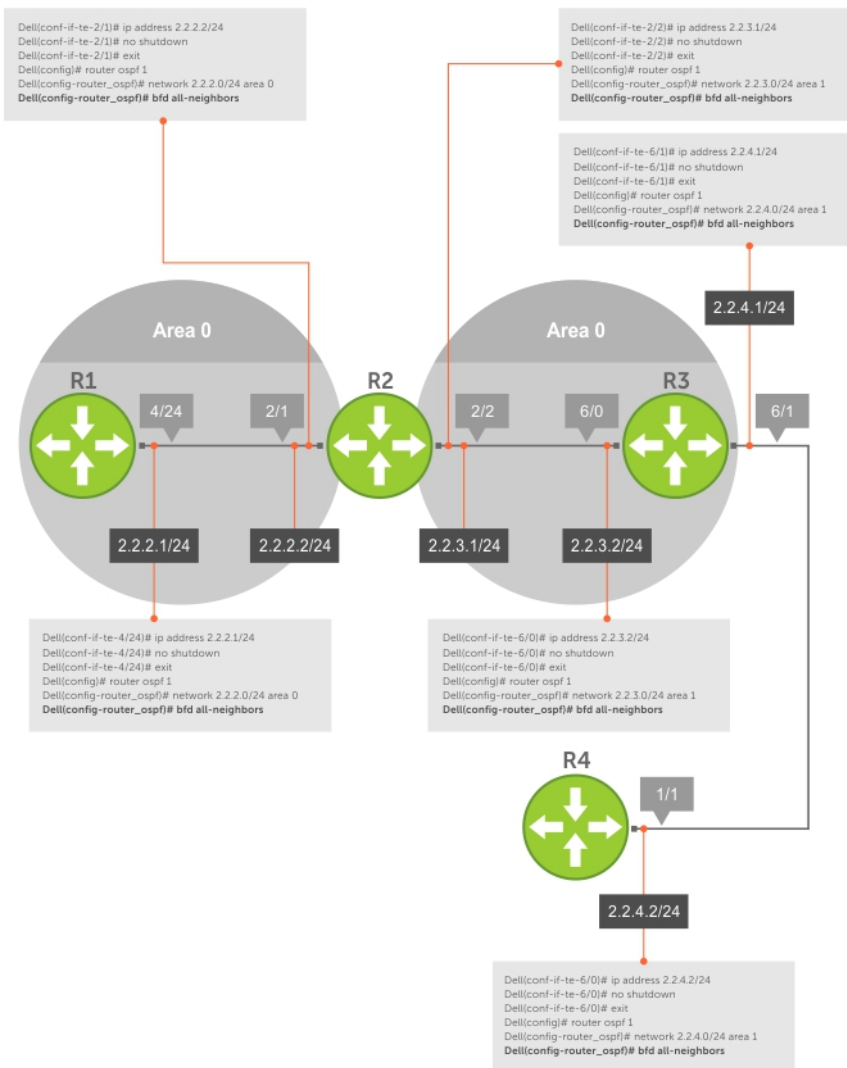 Dell(conf-if-te-2/1)# ip address 2.2.2.2/24
Dell(conf-if-te-2/1)# no shutdown
Dell(conf-if-te-2/1)# exit
Dell(config)# router ospf 1
Dell(config-router_ospf)# network 2.2.2.0/24 area 0
Dell(config-router_ospf)# bfd all-neighbors
Dell(conf-if-te-2/2)# ip address 2.2.3.1/24
Dell(conf-if-te-2/2)# no shutdown
Dell(conf-if-te-2/2)# exit
Dell(config)# router ospf 1
Dell(config-router_ospf)# network 2.2.3.0/24 area 1
Dell(config-router_ospf)# bfd all-neighbors
Dell(conf-if-te-6/1)# ip address 2.2.4.1/24
Dell(conf-if-te-6/1)# no shutdown
Dell(conf-if-te-6/1)# exit
Dell(config)# router ospf 1
Dell(config-router_ospf)# network 2.2.4.0/24 area 1
Dell(config-router_ospf)# bfd all-neighbors
2.2.4.1/24
Area 0
Area 0
R1
R2
R3
4/24
2/1
2/2
6/0
6/1
2.2.2.1/24
2.2.2.2/24
2.2.3.1/24
2.2.3.2/24
Dell(conf-if-te-4/24)# ip address 2.2.2.1/24
Dell(conf-if-te-4/24)# no shutdown
Dell(conf-if-te-4/24)# exit
Dell(config)# router ospf 1
Dell(config-router_ospf)# network 2.2.2.0/24 area 0
Dell(config-router_ospf)# bfd all-neighbors
Dell(conf-if-te-6/0)# ip address 2.2.3.2/24
Dell(conf-if-te-6/0)# no shutdown
Dell(conf-if-te-6/0)# exit
Dell(config)# router ospf 1
Dell(config-router_ospf)# network 2.2.3.0/24 area 1
Dell(config-router_ospf)# bfd all-neighbors
R4
1/1
2.2.4.2/24
Dell(conf-if-te-6/0)# ip address 2.2.4.2/24
Dell(conf-if-te-6/0)# no shutdown
Dell(conf-if-te-6/0)# exit
Dell(config)# router ospf 1
Dell(config-router_ospf)# network 2.2.4.0/24 area 1
Dell(config-router_ospf)# bfd all-neighbors